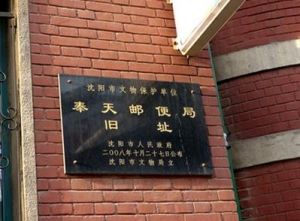 沈阳市文物保护单位
奉天邮便局
旧址
沈阳市人民政府
二00八年十月二十七日公布
沈阳市文物局立